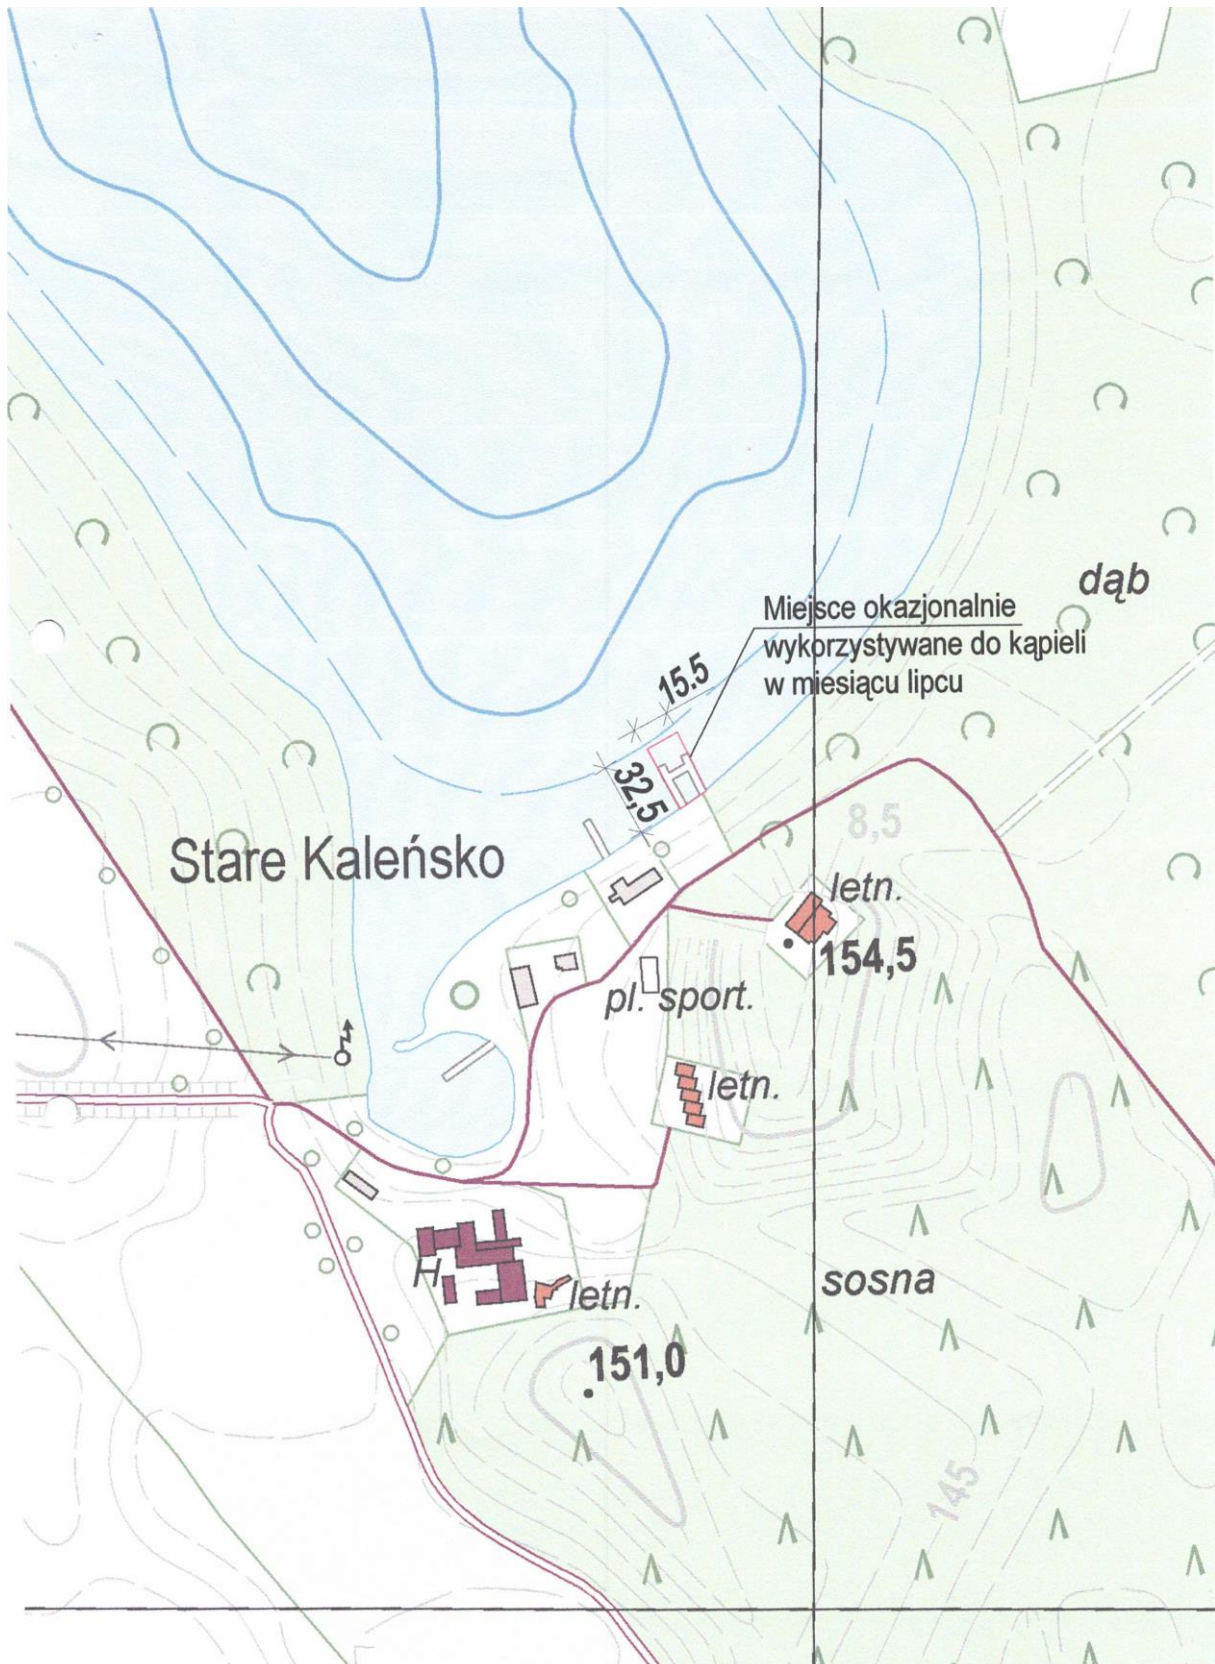 dąb
Miejsce okazjonalnie
wykorzystywane do kąpieli
w miesiącu lipcu
15.5
32,5
8,5
Stare Kaleńsko
letn.
154,5
pl. sport.
letn.
H
letn.
sosna
151,0
145